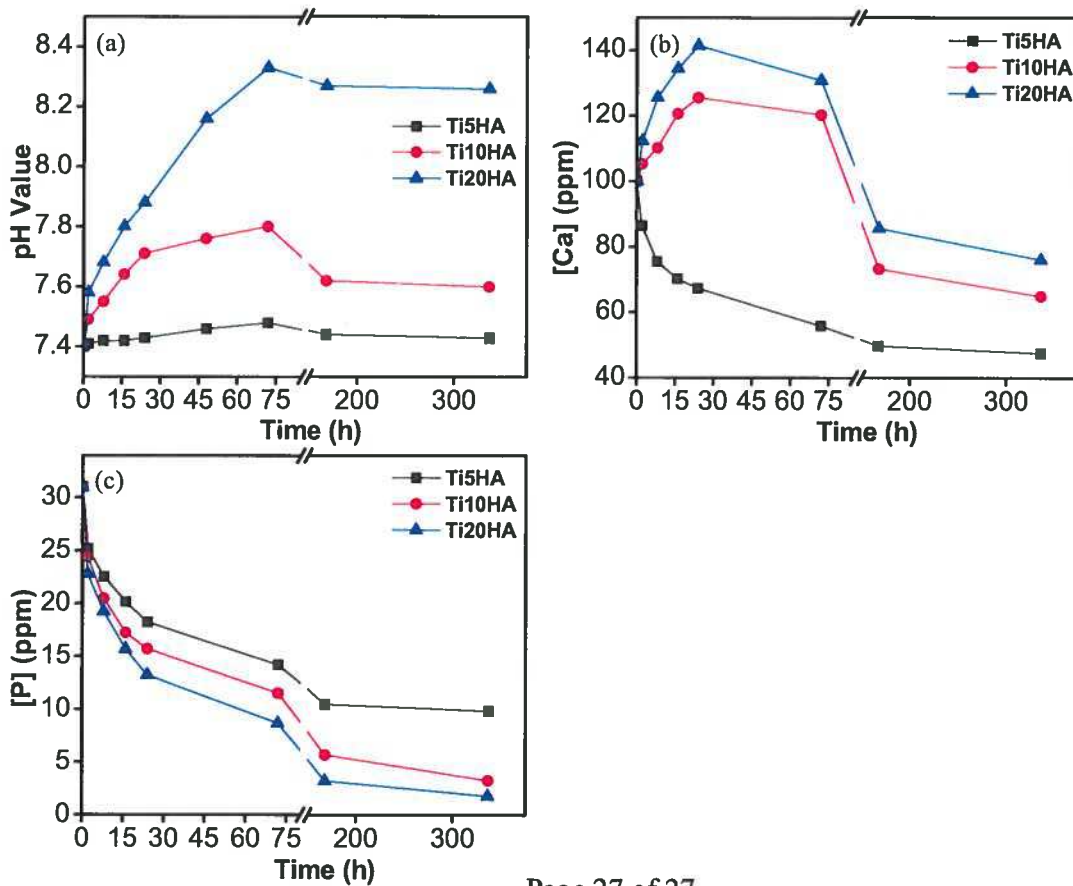 (a)
8.4
8.2
8.0
7.8
7.6
7.4
pH Value
Ti5HA
Ti10HA
Ti20HA
0 15 30 45 60 75 200 300
Time (h)
(b)
140
120
100
80
60
40
[Ca] (ppm)
Ti5HA
Ti10HA
Ti20HA
0 15 30 45 60 75 200 300
Time (h)
(c)
30
25
20
15
10
5
0
[P] (ppm)
Ti5HA
Ti10HA
Ti20HA
0 15 30 45 60 75 200 300
Time (h)
Page 27 of 27